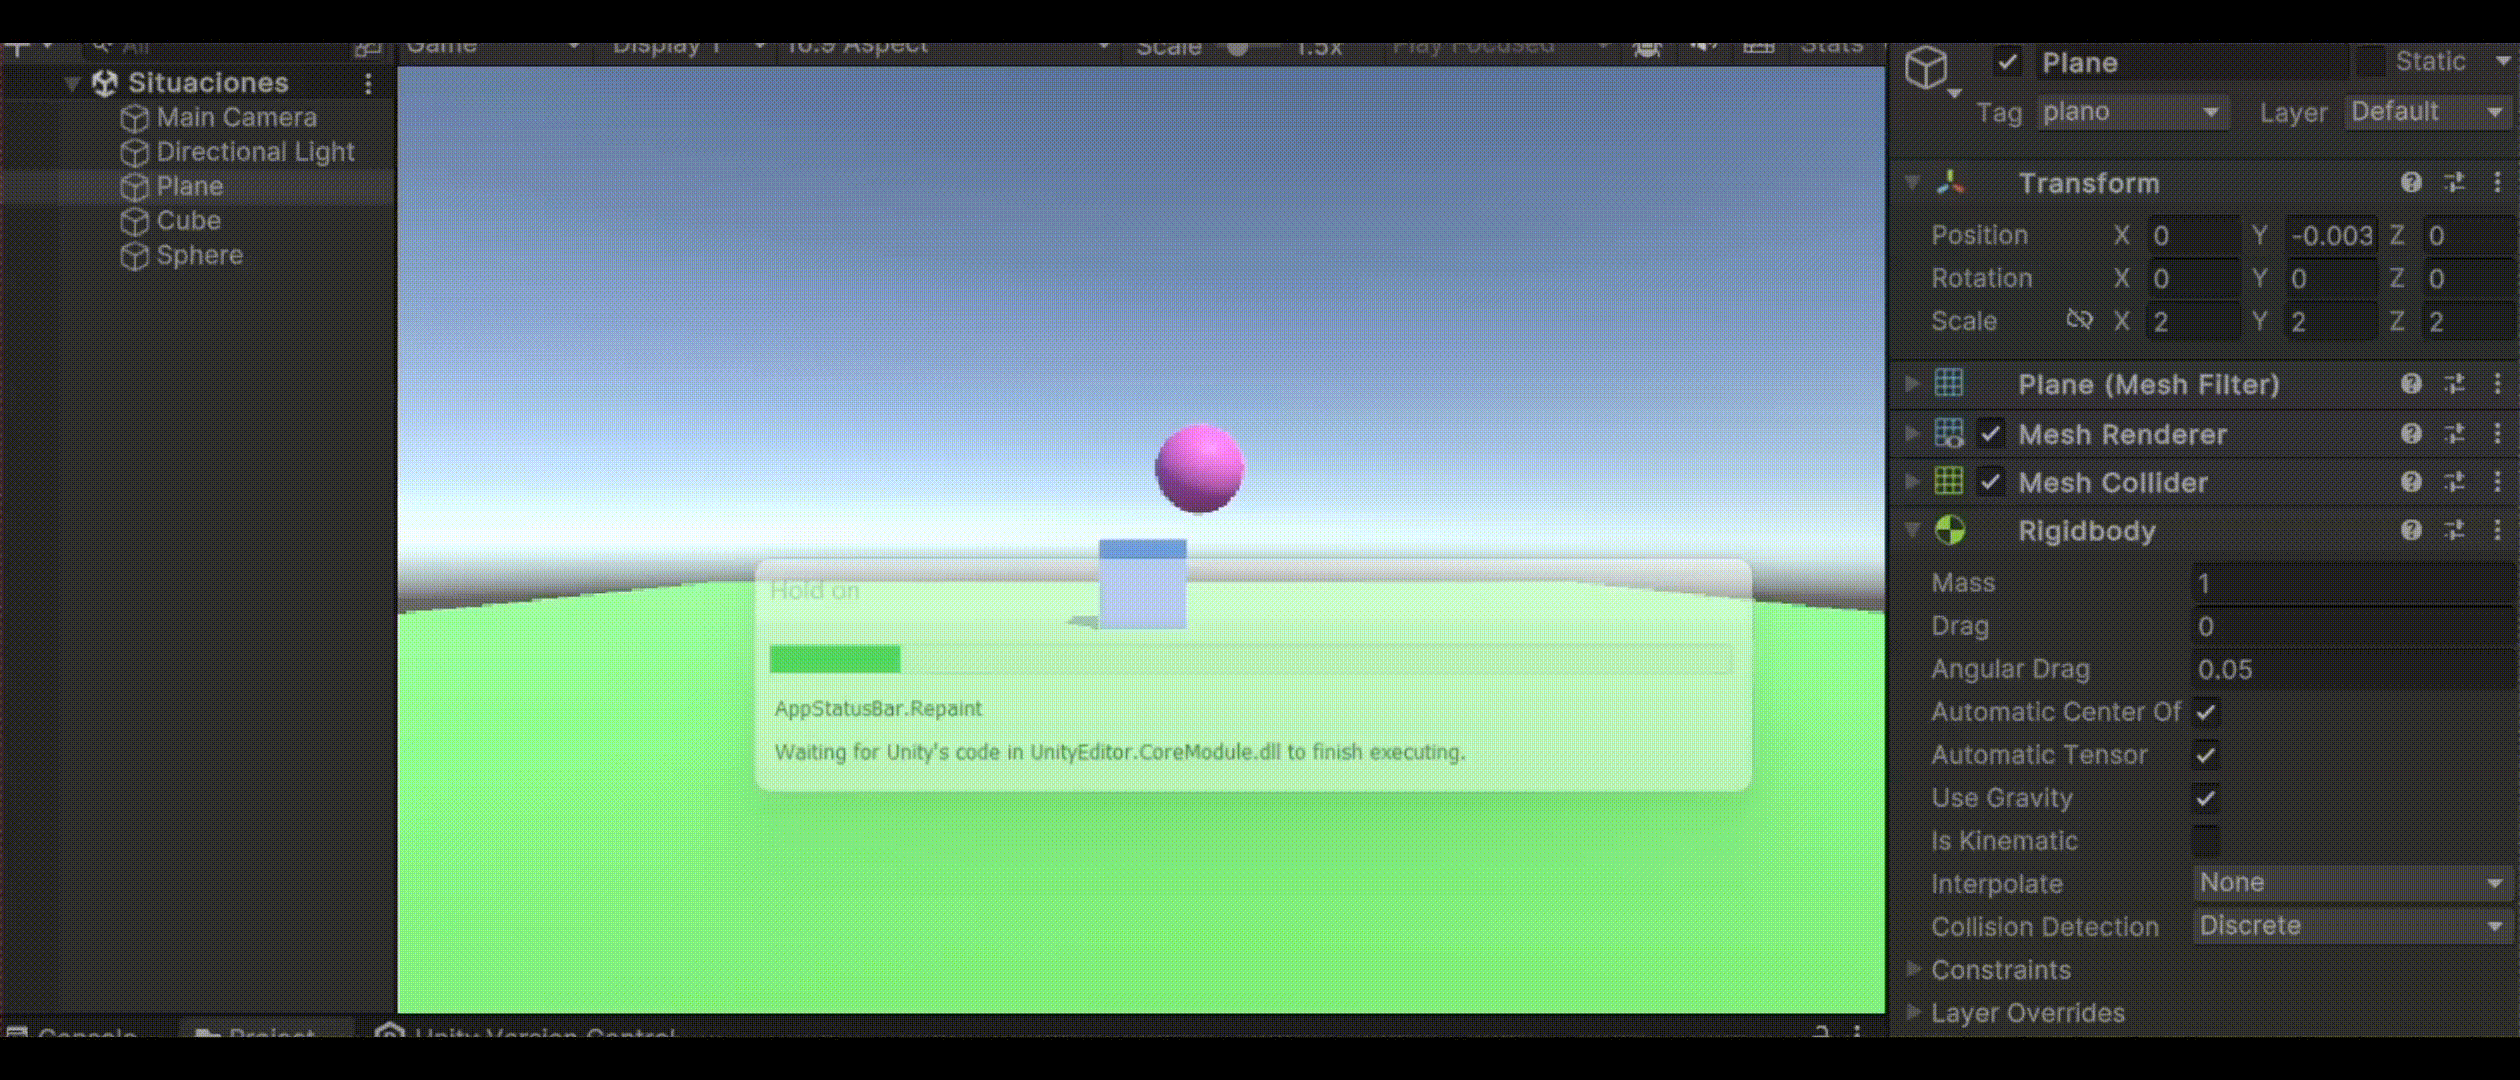 All
Game Display 1 16:9 Aspect Scale 1.5x Play Focused Stats
Situaciones
Main Camera
Directional Light
Plane
Cube
Sphere
Hold on
AppStatusBar.Repaint
Waiting for Unity's code in UnityEditor.CoreModule.dll to finish executing.
Plane Static
Tag plano Layer Default
Transform
Position X 0 Y -0.003 Z 0
Rotation X 0 Y 0 Z 0
Scale X 2 Y 2 Z 2
Plane (Mesh Filter)
Mesh Renderer
Mesh Collider
Rigidbody
Mass 1
Drag 0
Angular Drag 0.05
Automatic Center Of
Automatic Tensor
Use Gravity
Is Kinematic
Interpolate None
Collision Detection Discrete
Constraints
Layer Overrides
Console Project Unity Version Control